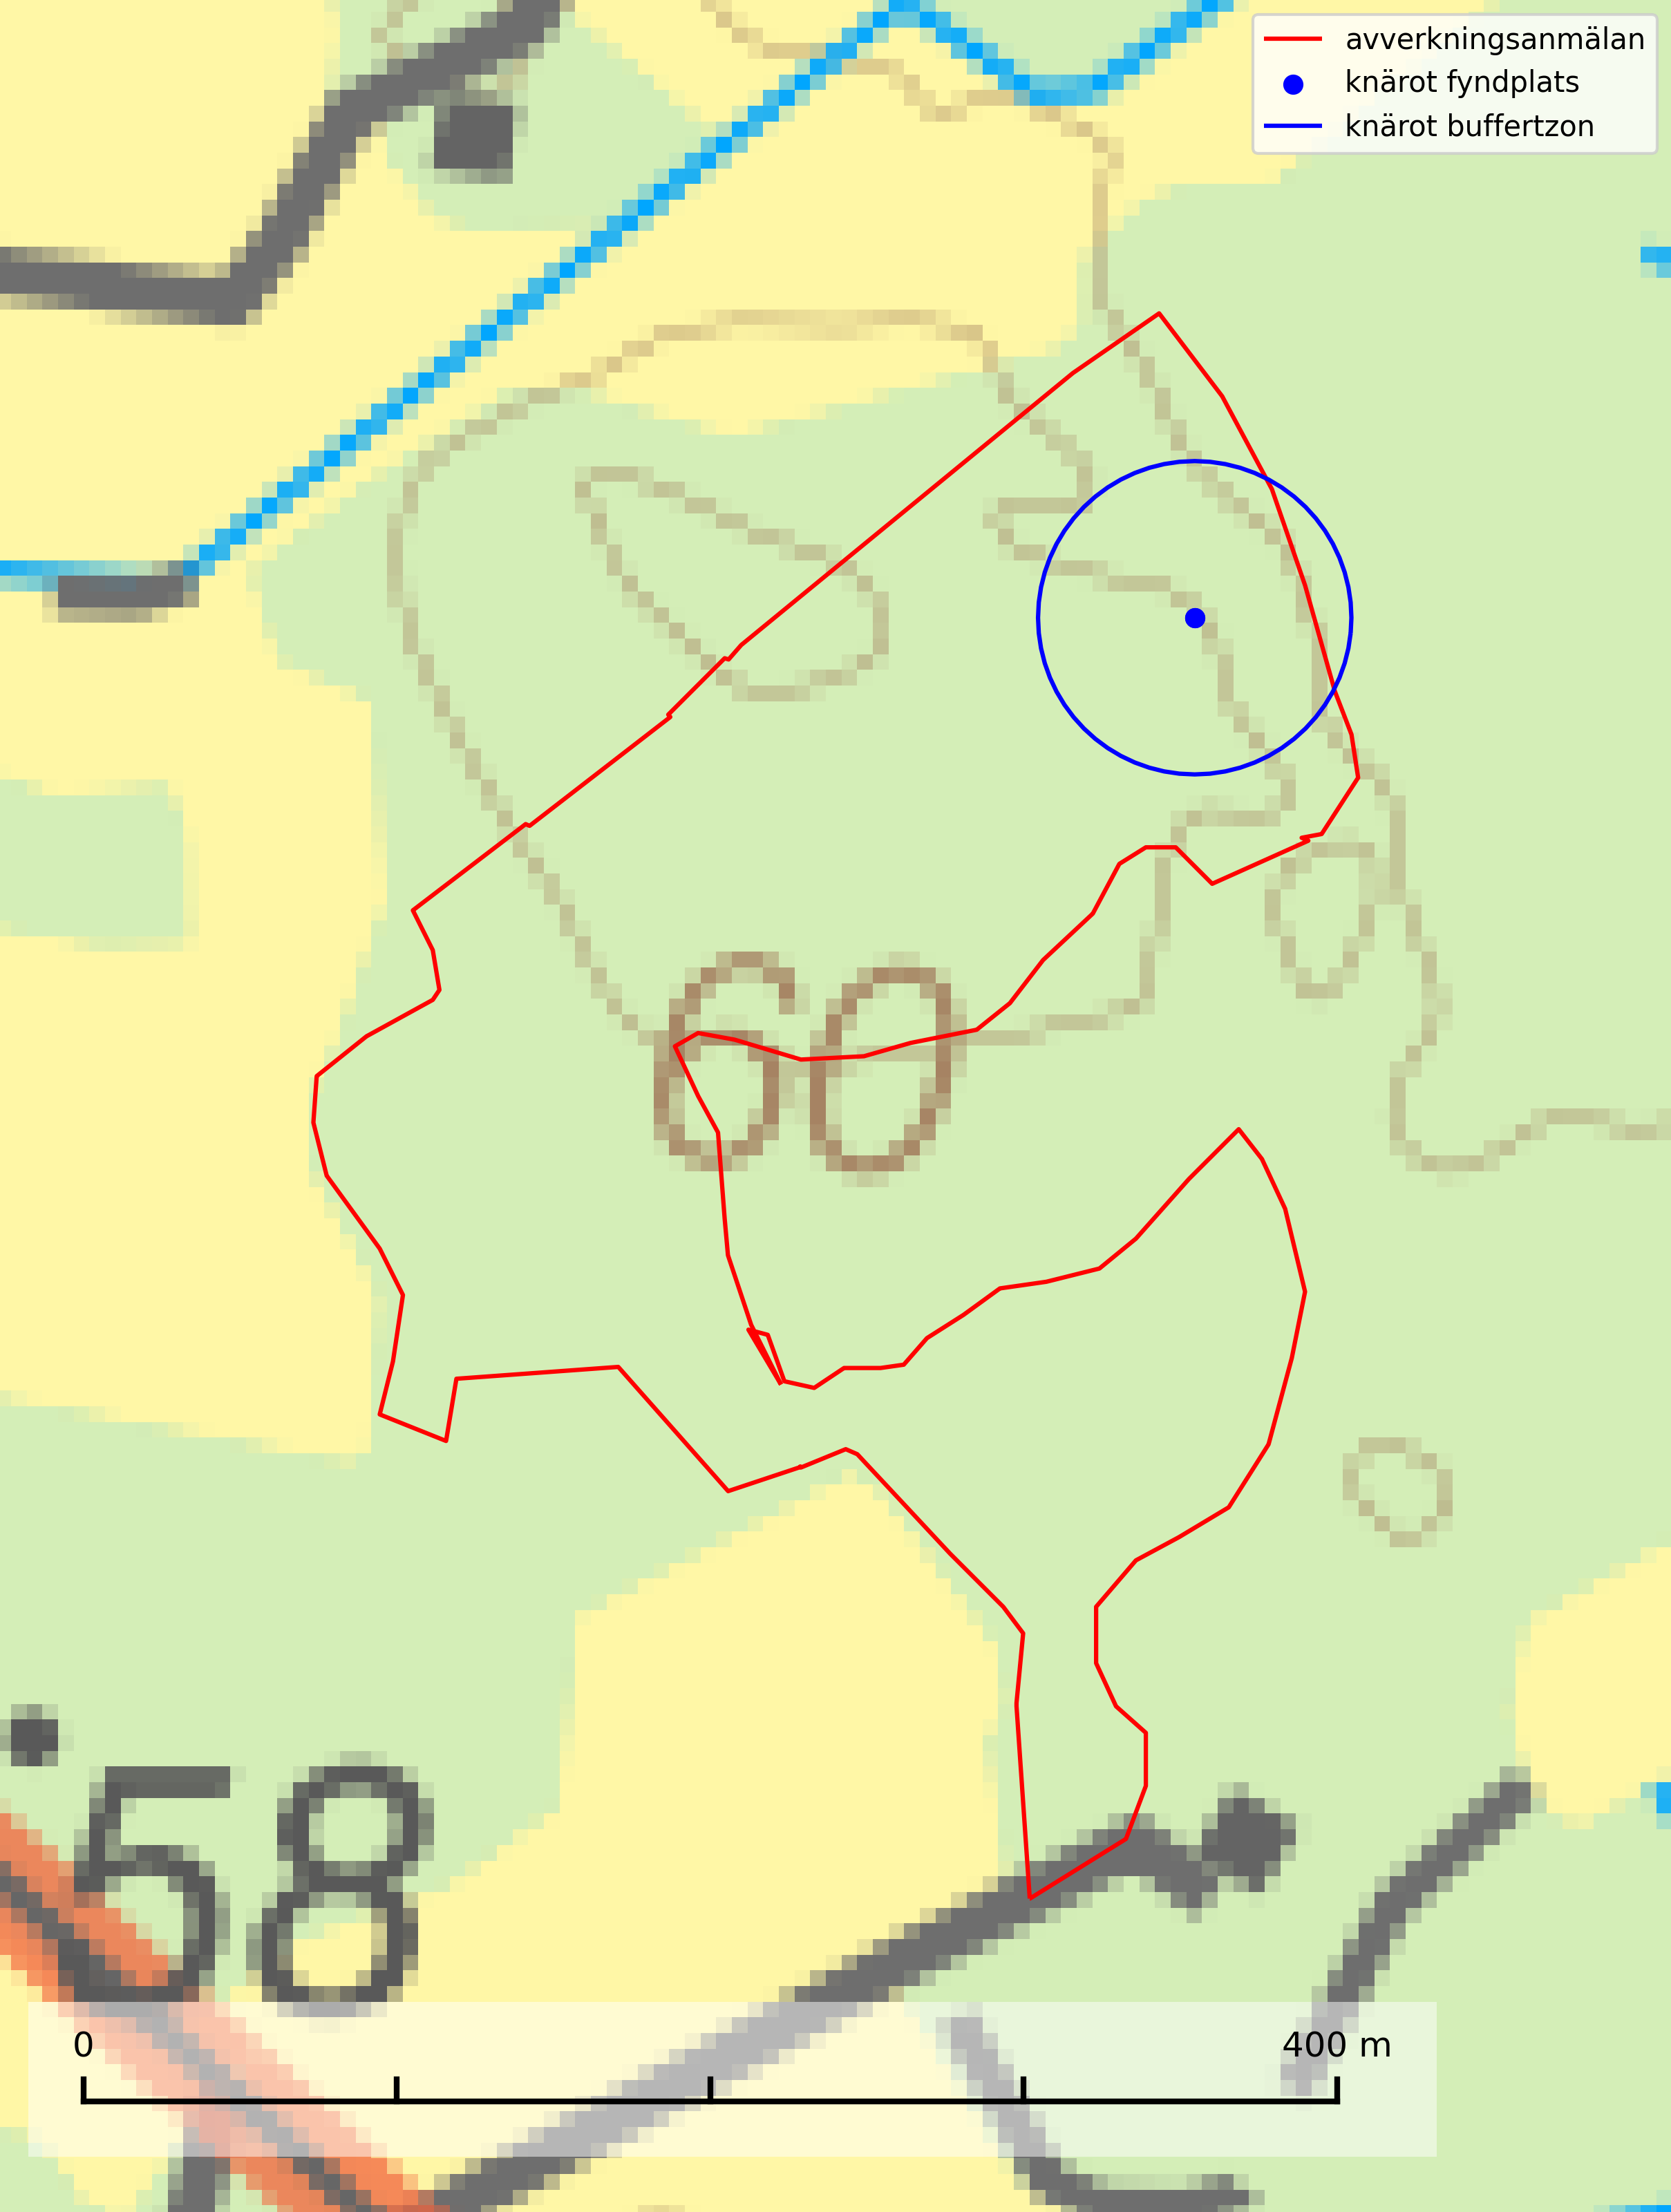 avverkningsanmälan
knärot fyndplats
knärot buffertzon
60
58
0 400 m